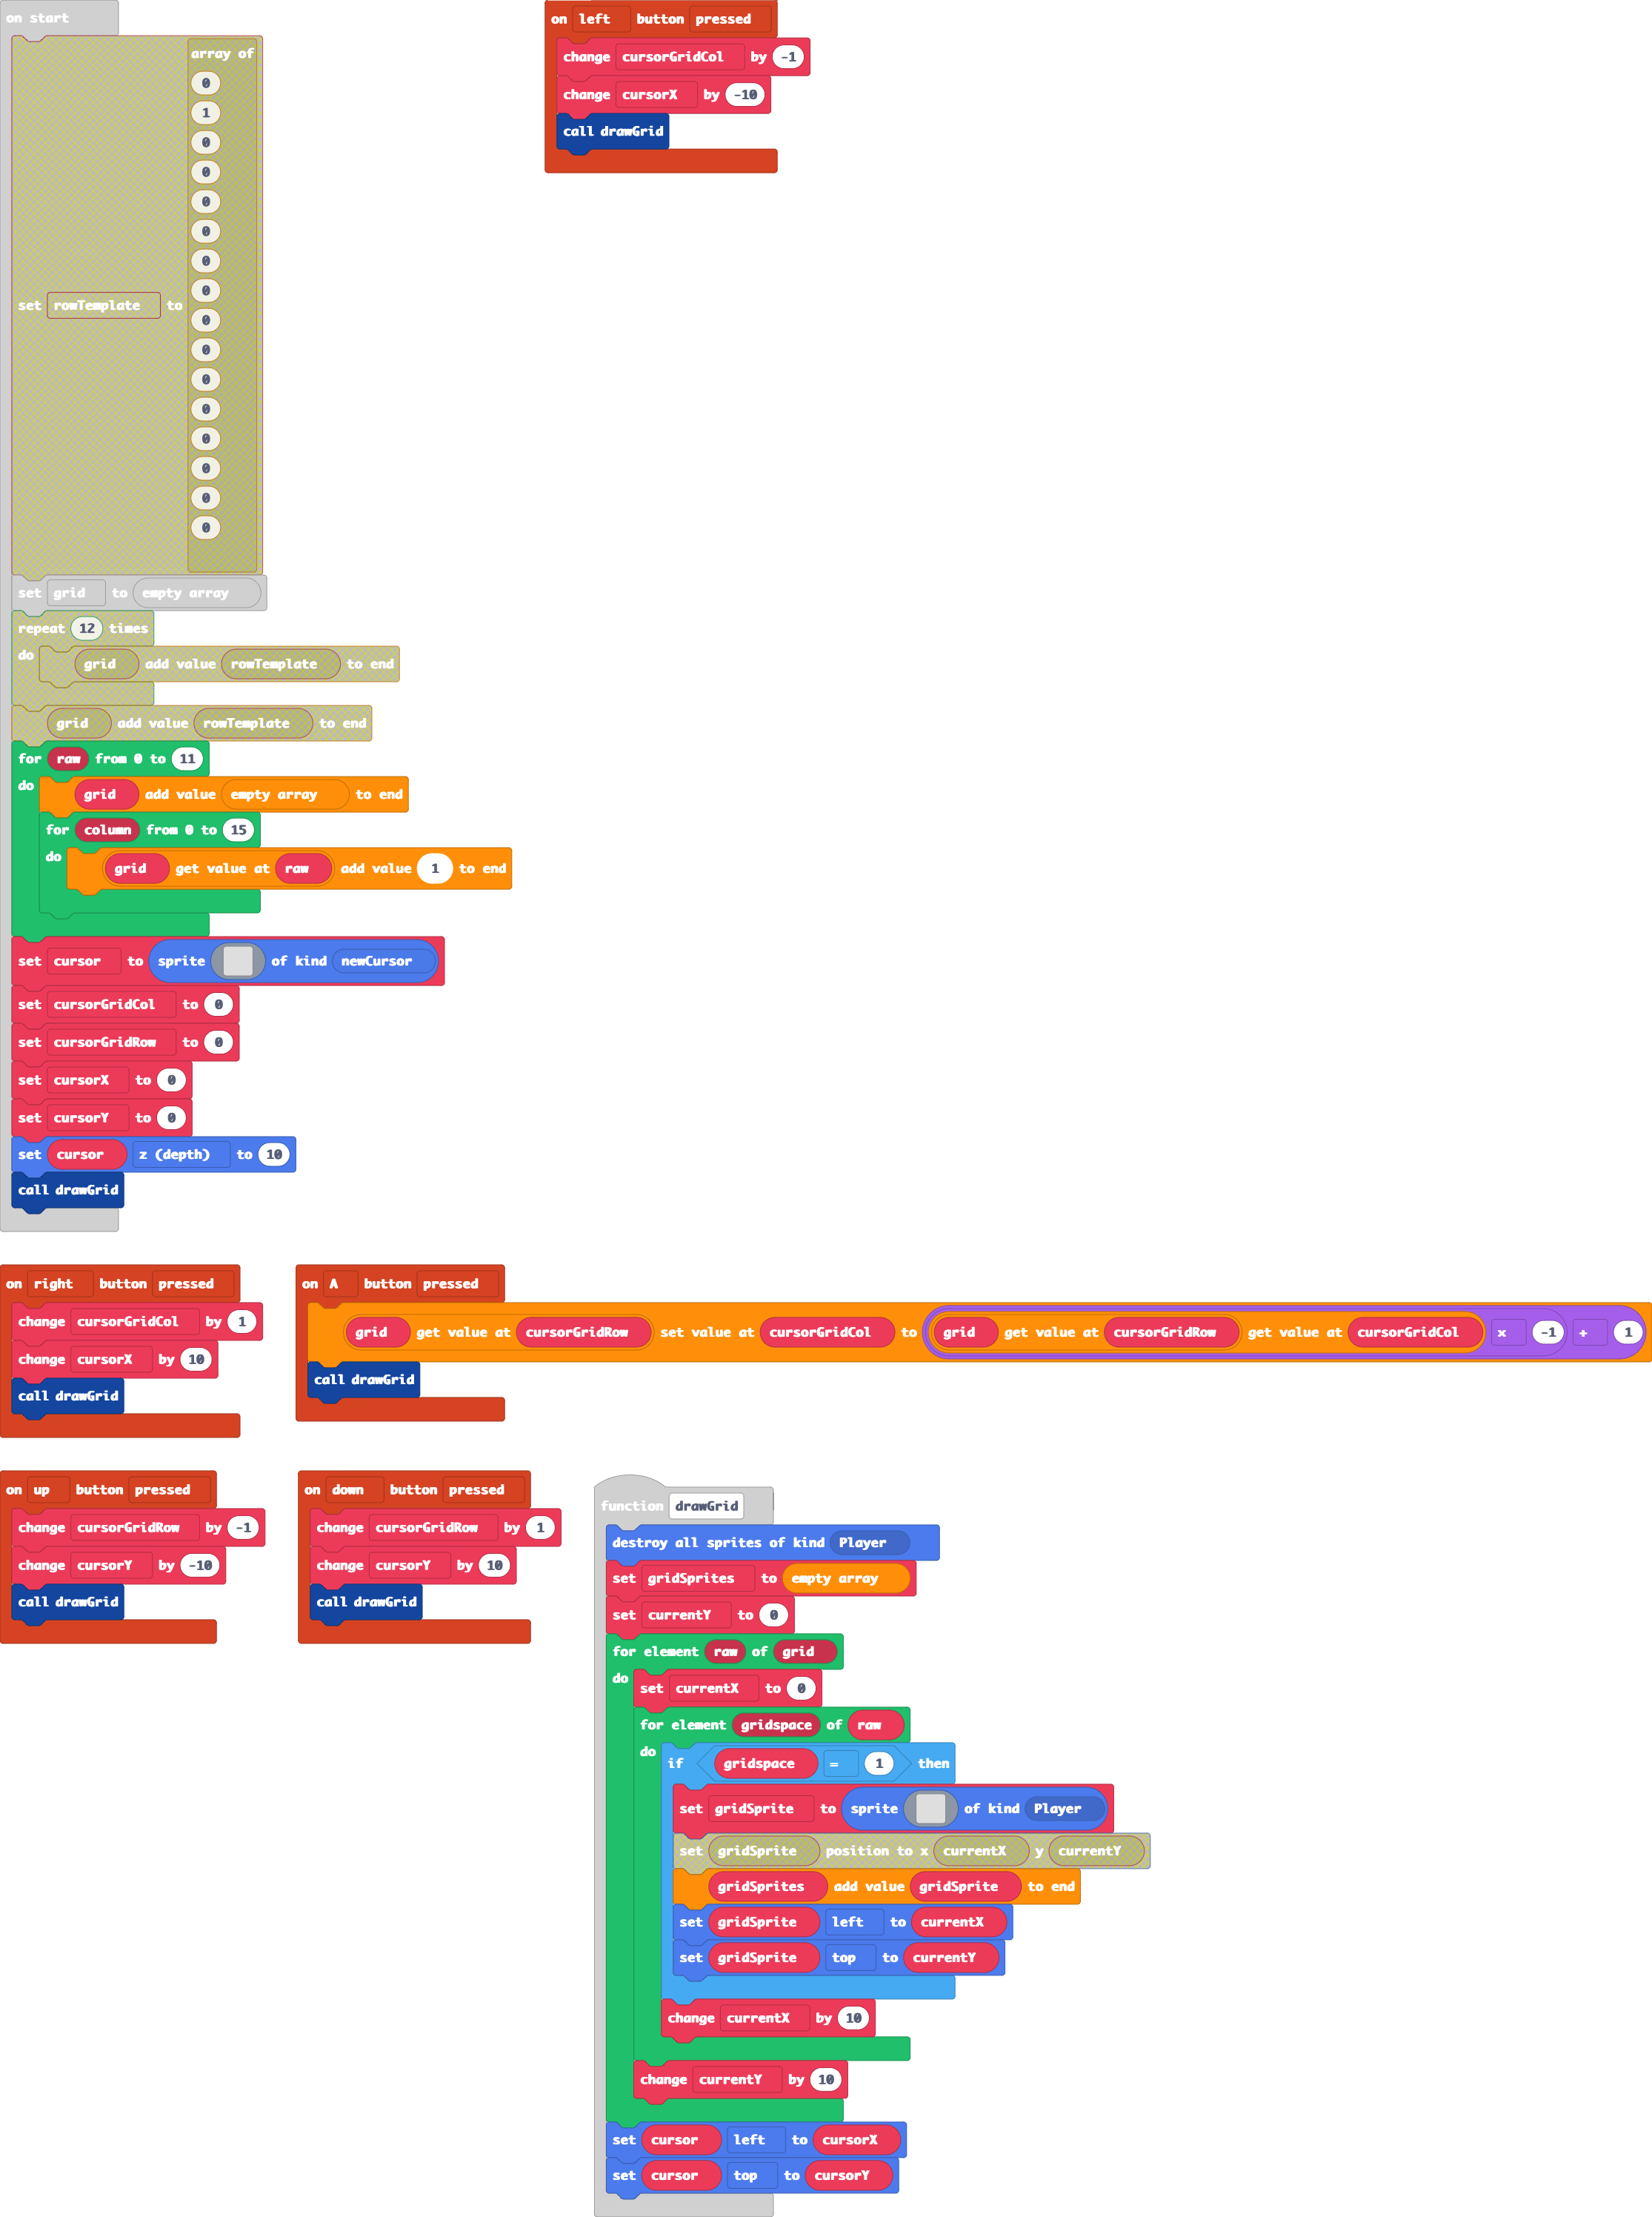 on start
array of
0
1
0
0
0
0
0
0
0
0
0
0
0
0
0
0
set rowTemplate to
set grid to empty array
repeat 12 times
do
grid add value rowTemplate to end
grid add value rowTemplate to end
for raw from 0 to 11
do
grid add value empty array to end
for column from 0 to 15
do
grid get value at raw add value 1 to end
set cursor to sprite of kind newCursor
set cursorGridCol to 0
set cursorGridRow to 0
set cursorX to 0
set cursorY to 0
set cursor z (depth) to 10
call drawGrid
on left button pressed
change cursorGridCol by -1
change cursorX by -10
call drawGrid
on right button pressed
change cursorGridCol by 1
change cursorX by 10
call drawGrid
on A button pressed
grid get value at cursorGridRow set value at cursorGridCol to grid get value at cursorGridRow get value at cursorGridCol x -1 + 1
call drawGrid
on up button pressed
change cursorGridRow by -1
change cursorY by -10
call drawGrid
on down button pressed
change cursorGridRow by 1
change cursorY by 10
call drawGrid
function drawGrid
destroy all sprites of kind Player
set gridSprites to empty array
set currentY to 0
for element raw of grid
do
set currentX to 0
for element gridspace of raw
do
if gridspace = 1 then
set gridSprite to sprite of kind Player
set gridSprite position to x currentX y currentY
gridSprites add value gridSprite to end
set gridSprite left to currentX
set gridSprite top to currentY
change currentX by 10
change currentY by 10
set cursor left to cursorX
set cursor top to cursorY